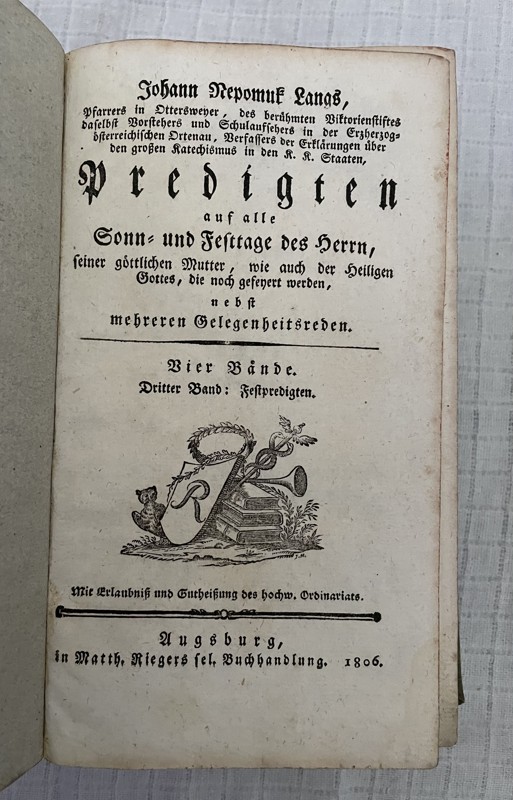 Johann Nepomuk Langs,
Pfarrers in Ottersweyer, des berühmten Viktorienstiftes
daselbst Vorstehers und Schulaufsehers in der Erzherzog-
österreichischen Ortenau, Verfassers der Erklärungen über
den großen Katechismus in den K. K. Staaten,
Predigten
auf alle
Sonn- und Festtage des Herrn,
seiner göttlichen Mutter, wie auch der Heiligen
Gottes, die noch gefeyert werden,
nebst
mehreren Gelegenheitsreden.
Vier Bände.
Dritter Band: Festpredigten.
R
Mit Erlaubniß und Gutheißung des hochw. Ordinariats.
Augsburg,
in Matth. Riegers sel. Buchhandlung. 1806.